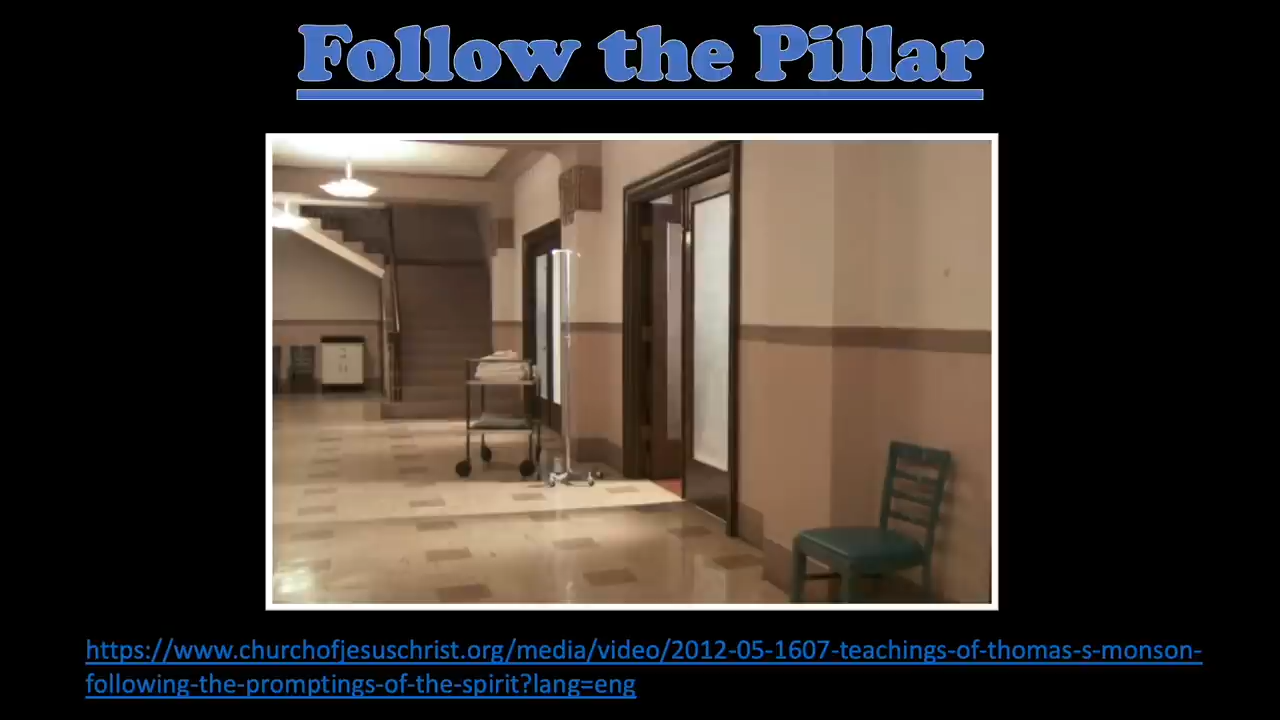 Follow the Pillar
https://www.churchofjesuschrist.org/media/video/2012-05-1607-teachings-of-thomas-s-monson-
following-the-promptings-of-the-spirit?lang=eng